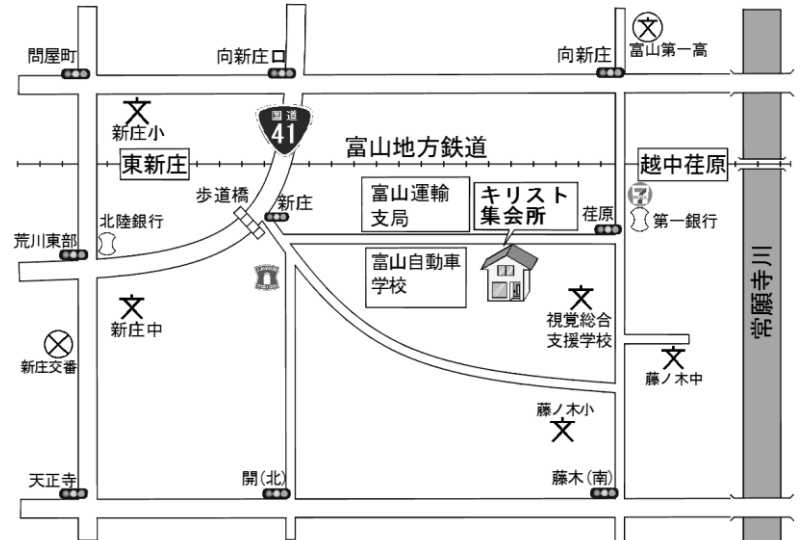 問屋町
向新庄口
向新庄
富山第一高
新庄小
国道
41
富山地方鉄道
東新庄
越中荏原
歩道橋
新庄
富山運輸
支局
キリスト
集会所
荏原
第一銀行
北陸銀行
荒川東部
富山自動車
学校
常願寺川
新庄中
視覚総合
支援学校
新庄交番
藤ノ木中
藤ノ木小
天正寺
開(北)
藤木(南)